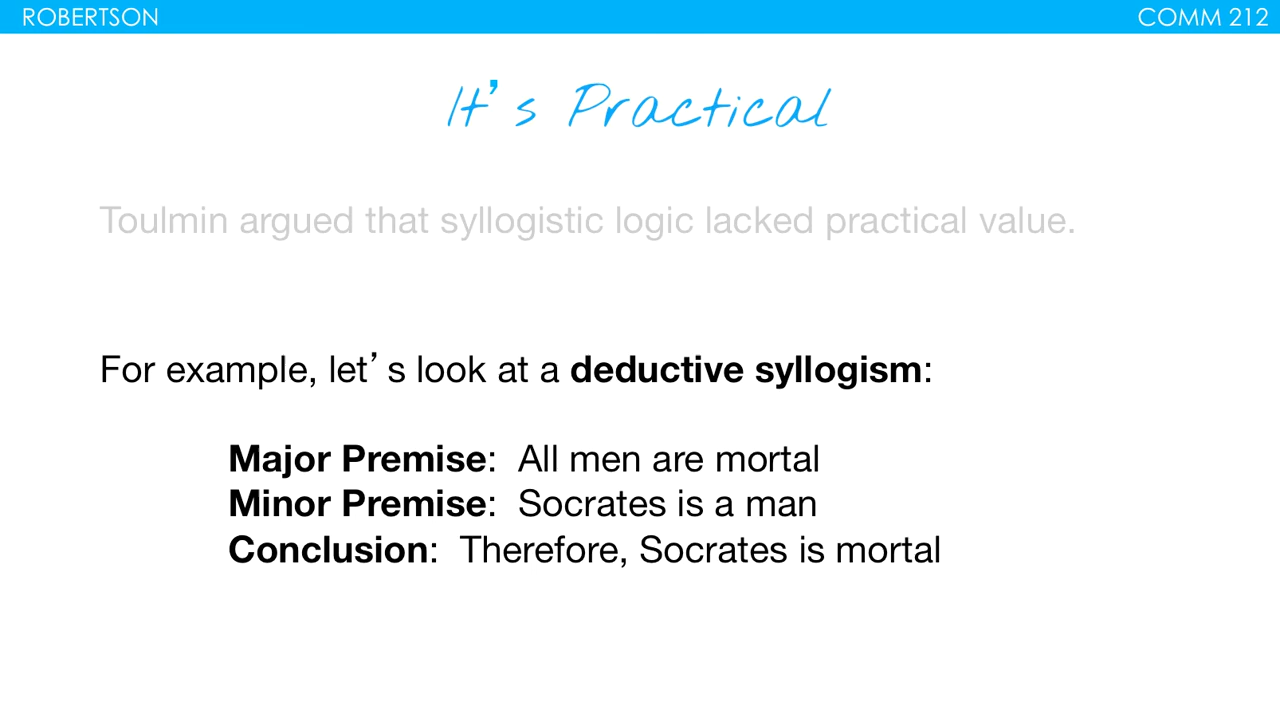 ROBERTSON
COMM 212
It’s Practical
Toulmin argued that syllogistic logic lacked practical value.
For example, let’s look at a deductive syllogism:
Major Premise: All men are mortal
Minor Premise: Socrates is a man
Conclusion: Therefore, Socrates is mortal